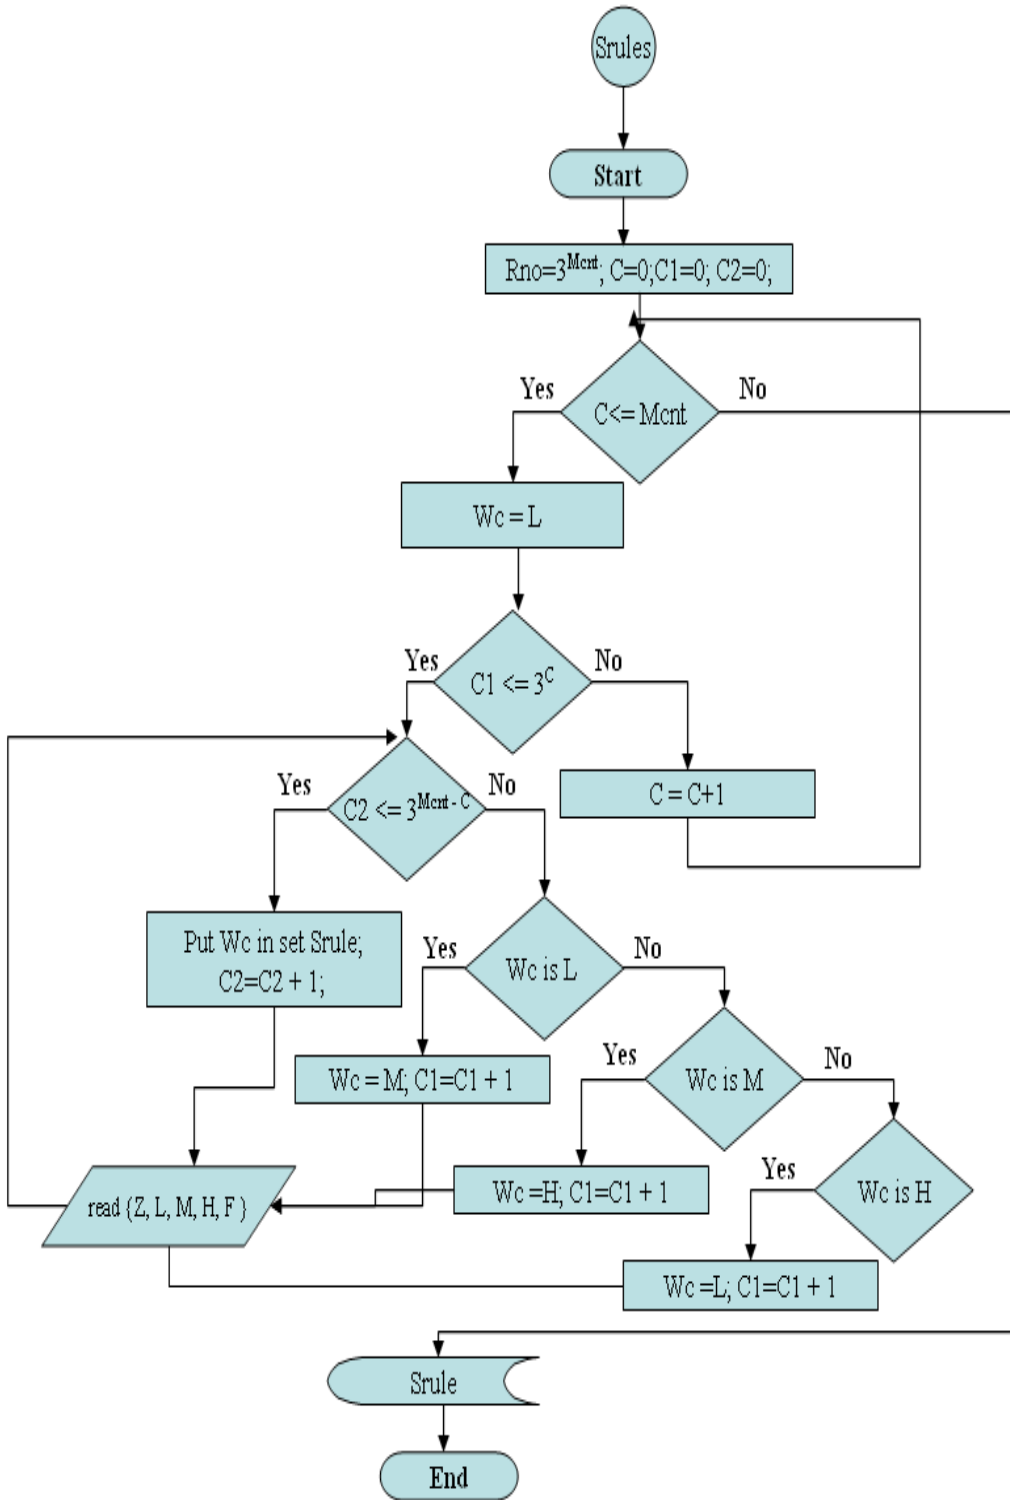 Srules
Start
Rno=3^Mcnt; C=0;C1=0; C2=0;
Yes
No
C<= Mcnt
Wc = L
Yes
No
C1 <= 3^C
Yes
No
C2 <= 3^Mcnt - C
C = C+1
Put Wc in set Srule;
C2=C2 + 1;
Yes
No
Wc is L
Wc = M; C1=C1 + 1
Yes
No
Wc is M
Wc =H; C1=C1 + 1
Yes
Wc is H
read {Z, L, M, H, F }
Wc =L; C1=C1 + 1
Srule
End